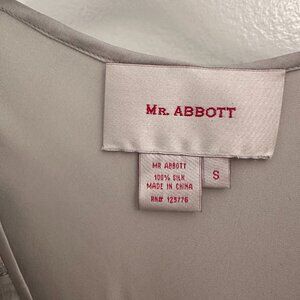 Mr. ABBOTT
MR ABBOTT
100% SILK
MADE IN CHINA
RN# 123776
S